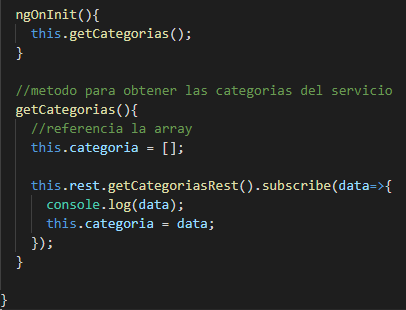 ngOnInit(){
this.getCategorias();
}
//metodo para obtener las categorias del servicio
getCategorias(){
//referencia la array
this.categoria = [];
this.rest.getCategoriasRest().subscribe(data=>{
console.log(data);
this.categoria = data;
});
}
}